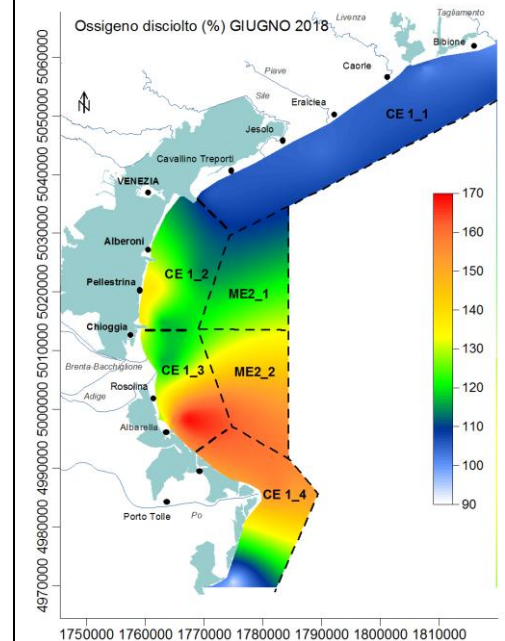 Ossigeno disciolto (%) GIUGNO 2018
Tagliamento
Livenza
Bibione
Caorle
Piave
Eraclea
Sile
CE 1_1
Jesolo
Cavallino Treporti
VENEZIA
N
Alberoni
CE 1_2
Pellestrina
ME2_1
Chioggia
Brenta-Bacchiglione
CE 1_3
ME2_2
Rosolina
Adige
Albarella
CE 1_4
Porto Tolle
Po
170
160
150
140
130
120
110
100
90
5060000
5050000
5040000
5030000
5020000
5010000
5000000
4990000
4980000
4970000
1750000 1760000 1770000 1780000 1790000 1800000 1810000